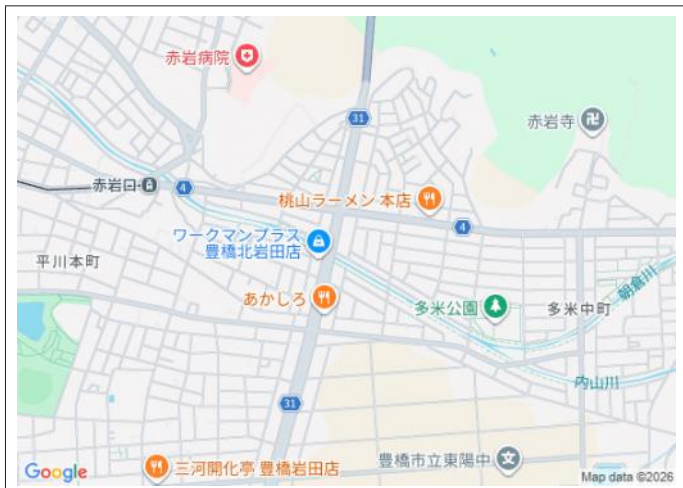 赤岩病院
31
赤岩寺
赤岩口
4
桃山ラーメン 本店
4
ワークマンプラス
豊橋北岩田店
平川本町
あかしろ
多米公園
多米中町
朝倉川
内山川
31
三河開化亭 豊橋岩田店
豊橋市立東陽中
Google
Map data ©2026